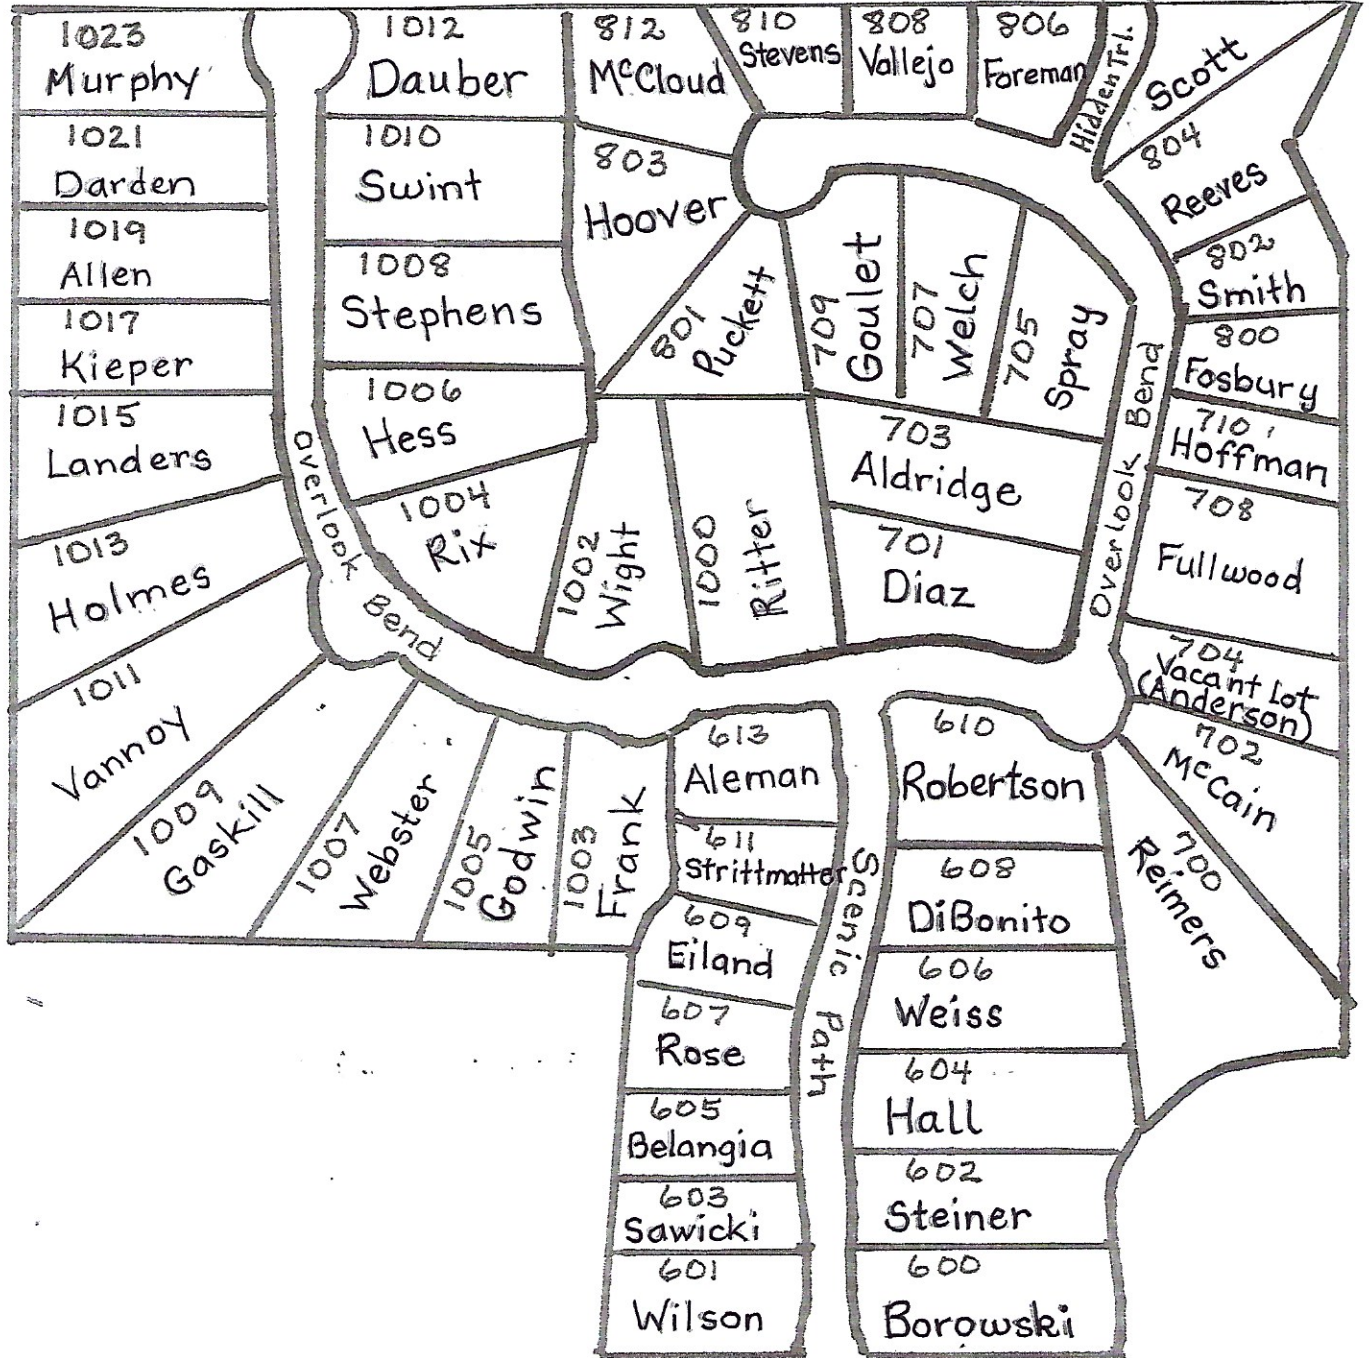 1023
Murphy
1021
Darden
1019
Allen
1017
Kieper
1015
Landers
1013
Holmes
1011
Vannoy
1009
Gaskill
1007
Webster
1005
Godwin
1003
Frank
1012
Dauber
1010
Swint
1008
Stephens
1006
Hess
1004
Rix
1002
Wight
1000
Ritter
Overlook
Bend
812
McCloud
810
Stevens
808
Vallejo
806
Foreman
Hidden Trl.
Scott
804
Reeves
802
Smith
800
Fosbury
710
Hoffman
708
Fullwood
704
Vacant Lot
(Anderson)
702
McCain
700
Reimers
803
Hoover
801
Puckett
709
Goulet
707
Welch
705
Spray
703
Aldridge
701
Diaz
Overlook Bend
613
Aleman
611
Strittmatter
609
Eiland
607
Rose
605
Belangia
603
Sawicki
601
Wilson
Scenic Path
610
Robertson
608
DiBonito
606
Weiss
604
Hall
602
Steiner
600
Borowski